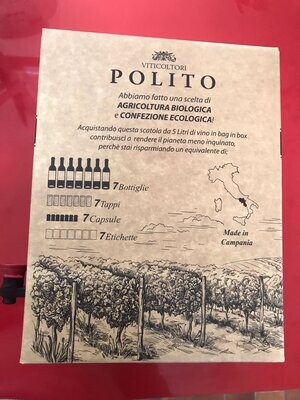 VITICOLTORI
POLITO
Abbiamo fatto una scelta di
AGRICOLTURA BIOLOGICA
e CONFEZIONE ECOLOGICA!
Acquistando questa scatola da 5 Litri di vino in bag in box
contribuisci a rendere il pianeta meno inquinato,
perché stai risparmiando un equivalente di:
7 Bottiglie
7 Tappi
7 Capsule
7 Etichette
Made in
Campania